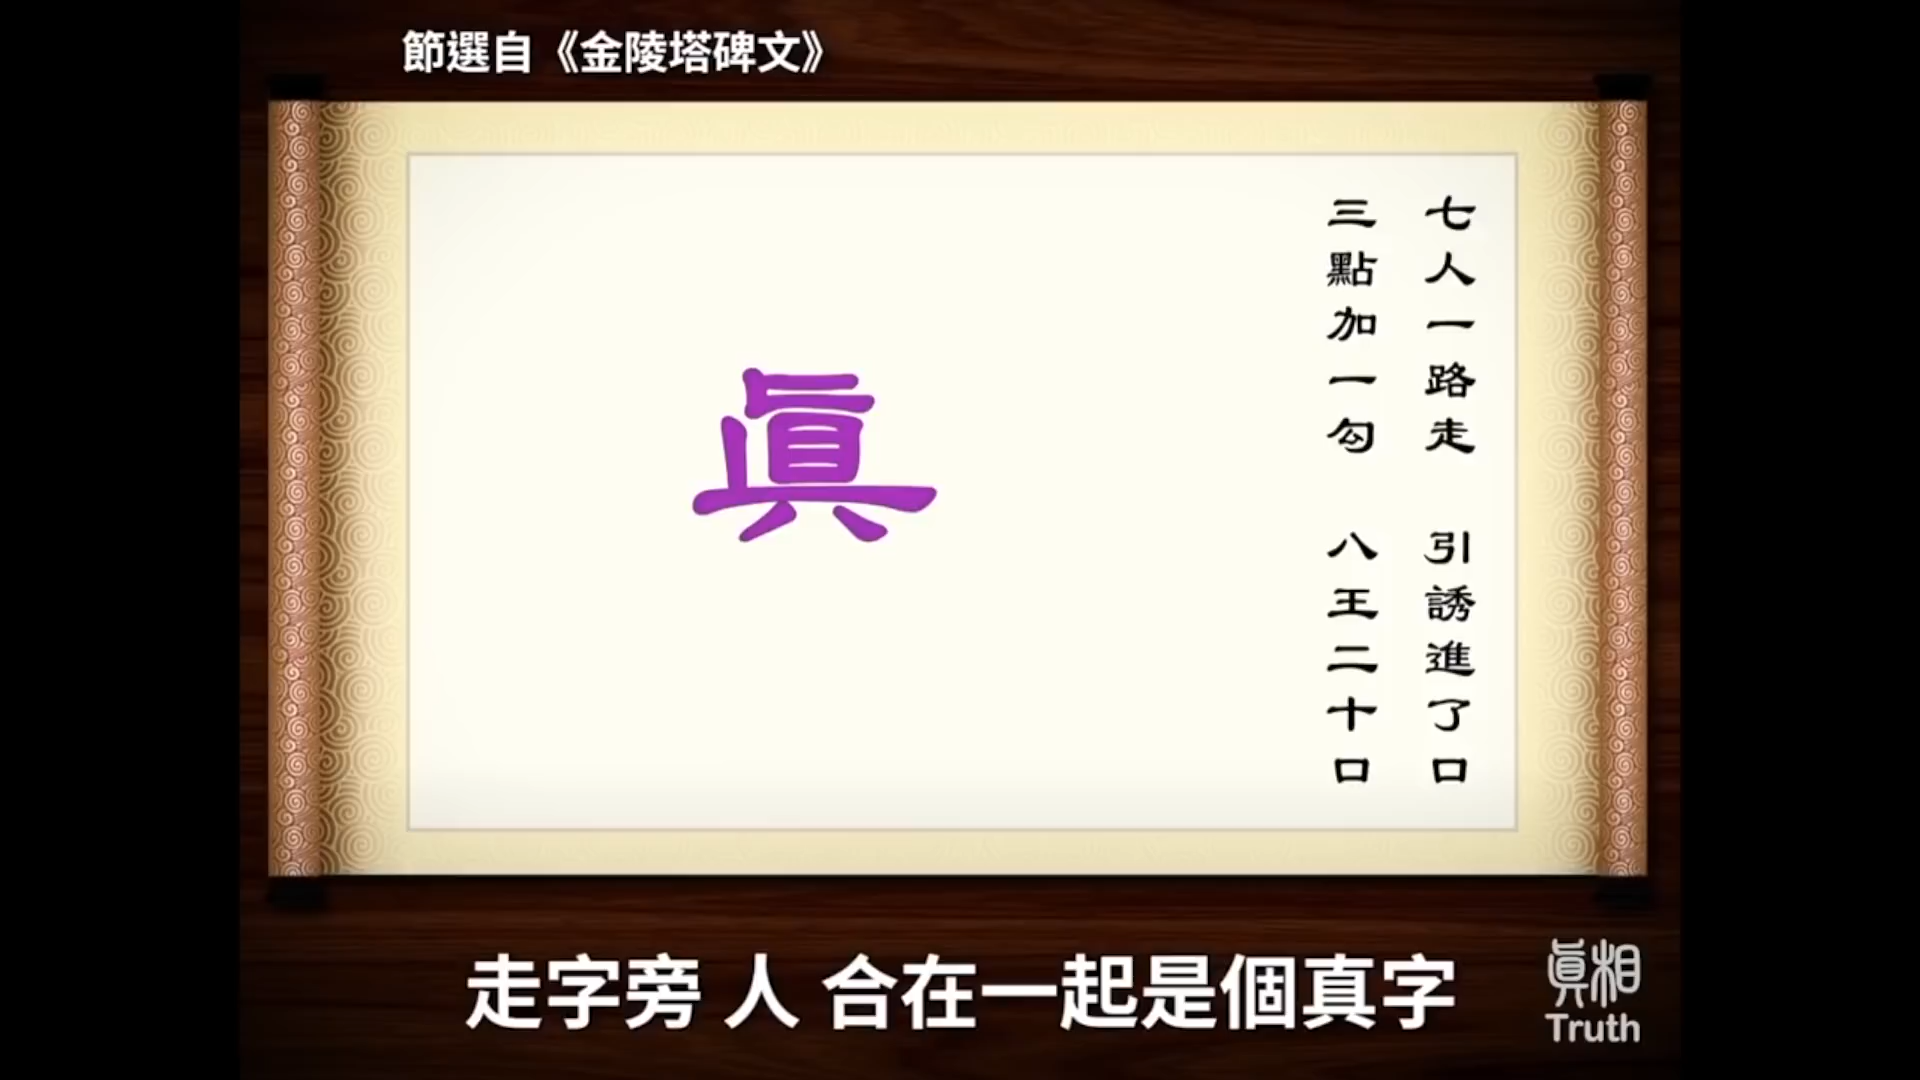 節選自《金陵塔碑文》
七人一路走 引誘進了口
三點加一勾 八王二十口
眞
走字旁 人 合在一起是個真字
眞相
Truth